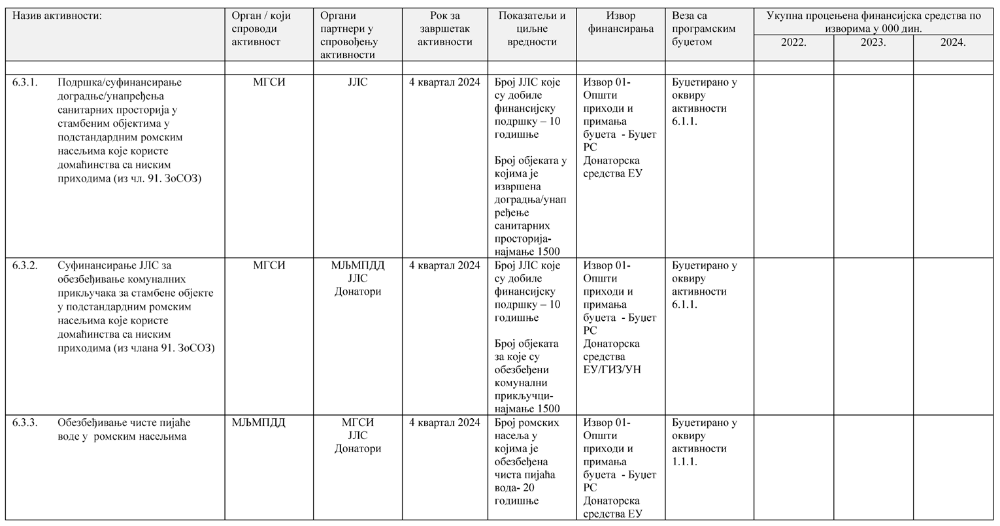 Назив активности:
Орган / који
спроводи
активност
Органи
партнери у
спровођењу
активности
Рок за
завршетак
активности
Показатељи и
циљне
вредности
Извор
финансирања
Веза са
програмским
буџетом
Укупна процењена финансијска средства по
изворима у 000 дин.
2022.
2023.
2024.
6.3.1.
Подршка/суфинансирање
доградње/унапређења
санитарних просторија у
стамбеним објектима у
подстандардним ромским
насељима које користе
домаћинства са ниским
приходима (из чл. 91. ЗоСОЗ)
МГСИ
ЈЛС
4 квартал 2024
Број ЈЛС које
су добиле
финансијску
подршку – 10
годишње
Број објеката у
којима је
извршена
доградња/унап
ређење
санитарних
просторија-
најмање 1500
Извор 01-
Општи
приходи и
примања
буџета  - Буџет
РС
Донаторска
средства ЕУ
Буџетирано у
оквиру
активности
6.1.1.
6.3.2.
Суфинансирање ЈЛС за
обезбеђивање комуналних
прикључака за стамбене објекте
у подстандардним ромским
насељима које користе
домаћинства са ниским
приходима (из члана 91. ЗоСОЗ)
МГСИ
МЉМПДД
ЈЛС
Донатори
4 квартал 2024
Број ЈЛС које
су добиле
финансијску
подршку – 10
годишње
Број објеката
за које су
обезбеђени
комунални
прикључци-
најмање 1500
Извор 01-
Општи
приходи и
примања
буџета  - Буџет
РС
Донаторска
средства
ЕУ/ГИЗ/УН
Буџетирано у
оквиру
активности
6.1.1.
6.3.3.
Обезбеђивање чисте пијаће
воде у  ромским насељима
МЉМПДД
МГСИ
ЈЛС
Донатори
4 квартал 2024
Број ромских
насеља у
којима је
обезбеђена
чиста пијаћа
вода- 20
годишње
Извор 01-
Општи
приходи и
примања
буџета  - Буџет
РС
Донаторска
средства ЕУ
Буџетирано у
оквиру
активности
1.1.1.